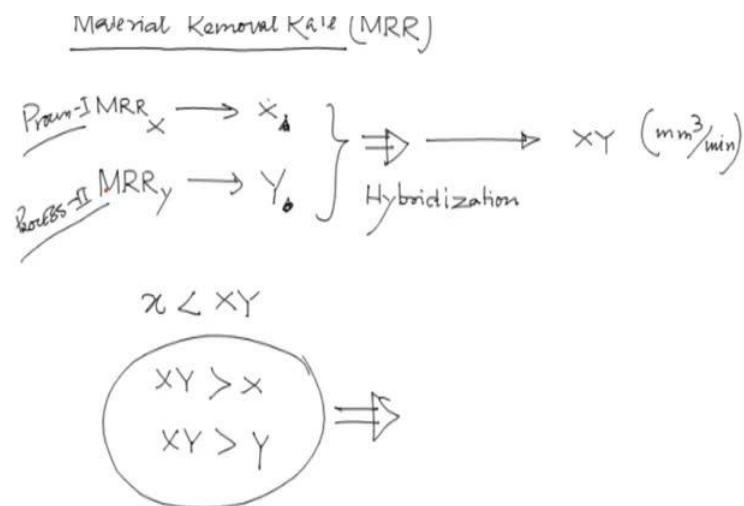 Material Removal Rate (MRR)
Process-I MRRx → X
} ⇒ → XY (mm³/min)
Process-II MRRy → Y
Hybridization
x < XY
XY > X
⇒
XY > Y